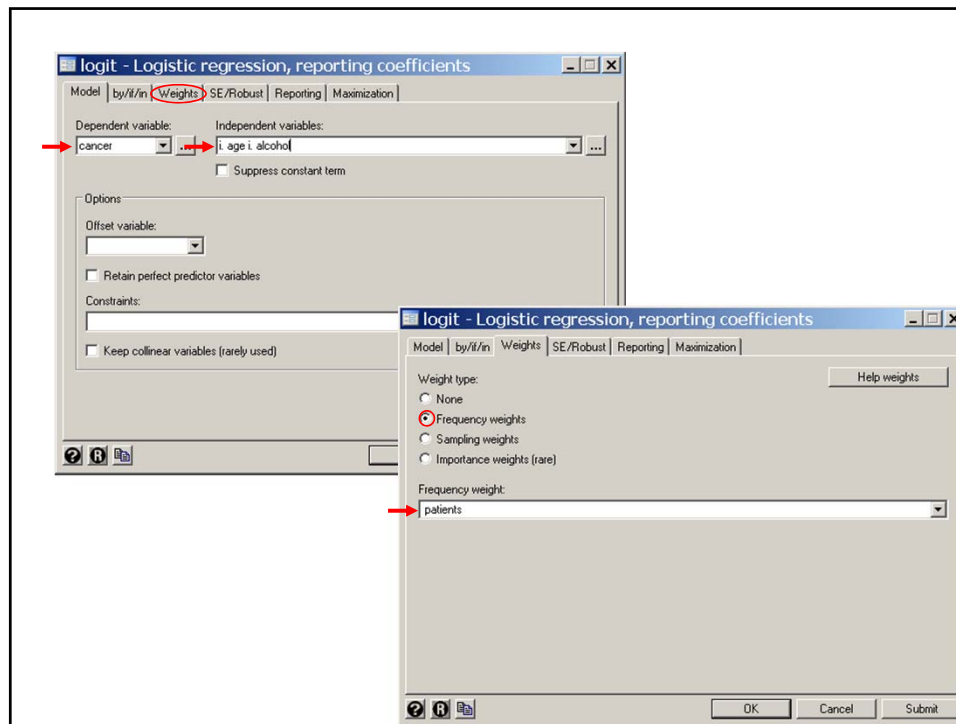 logit - Logistic regression, reporting coefficients
Model by/if/in Weights SE/Robust Reporting Maximization
Dependent variable: Independent variables:
cancer ... i. age i. alcohol ...
Suppress constant term
Options
Offset variable:
Retain perfect predictor variables
Constraints:
Keep collinear variables (rarely used)
logit - Logistic regression, reporting coefficients
Model by/if/in Weights SE/Robust Reporting Maximization
Weight type: Help weights
None
Frequency weights
Sampling weights
Importance weights (rare)
Frequency weight:
patients
OK Cancel Submit